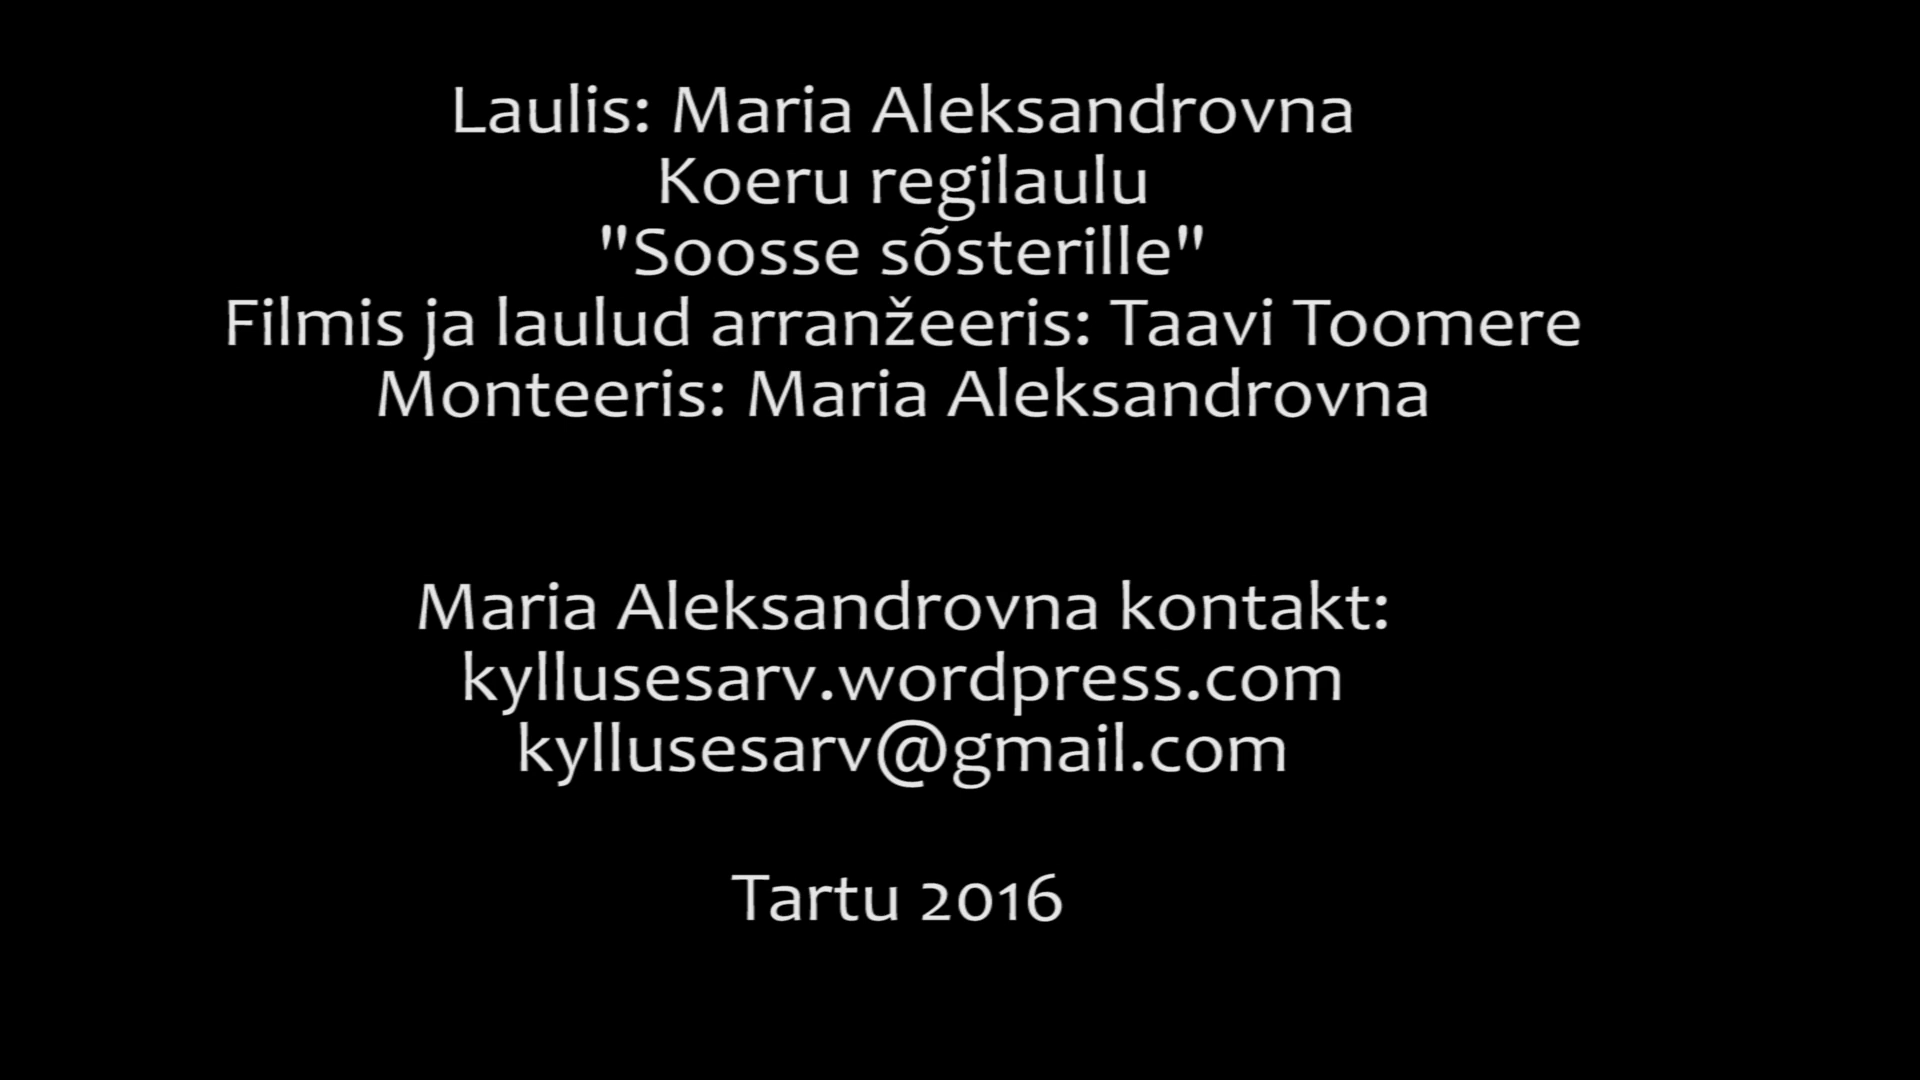 Laulis: Maria Aleksandrovna
Koeru regilaulu
"Soosse sõsterille"
Filmis ja laulud arranžeeris: Taavi Toomere
Monteeris: Maria Aleksandrovna
Maria Aleksandrovna kontakt:
kyllusesarv.wordpress.com
kyllusesarv@gmail.com
Tartu 2016